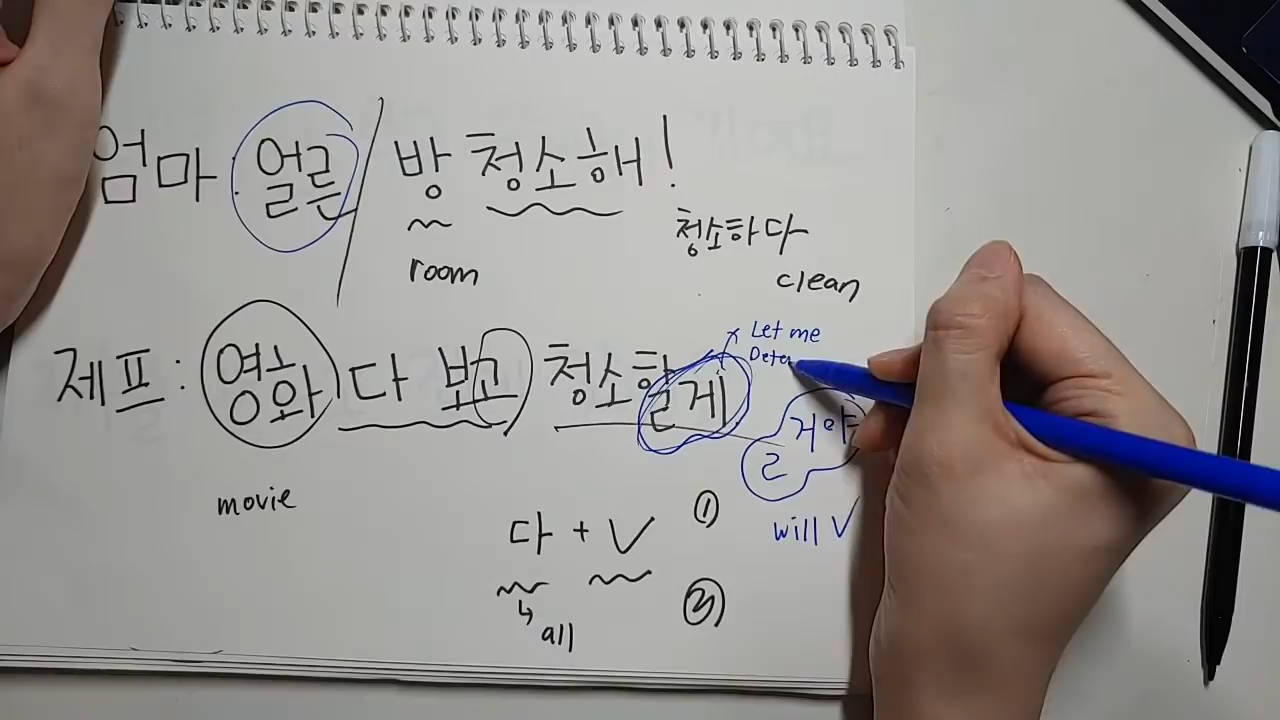 엄마 얼른 / 방 청소해!
room
청소하다
clean
제프 : 영화 다 보고 청소할게
Let me
movie
ㄹ 거야
will V
다 + V
all
①
②